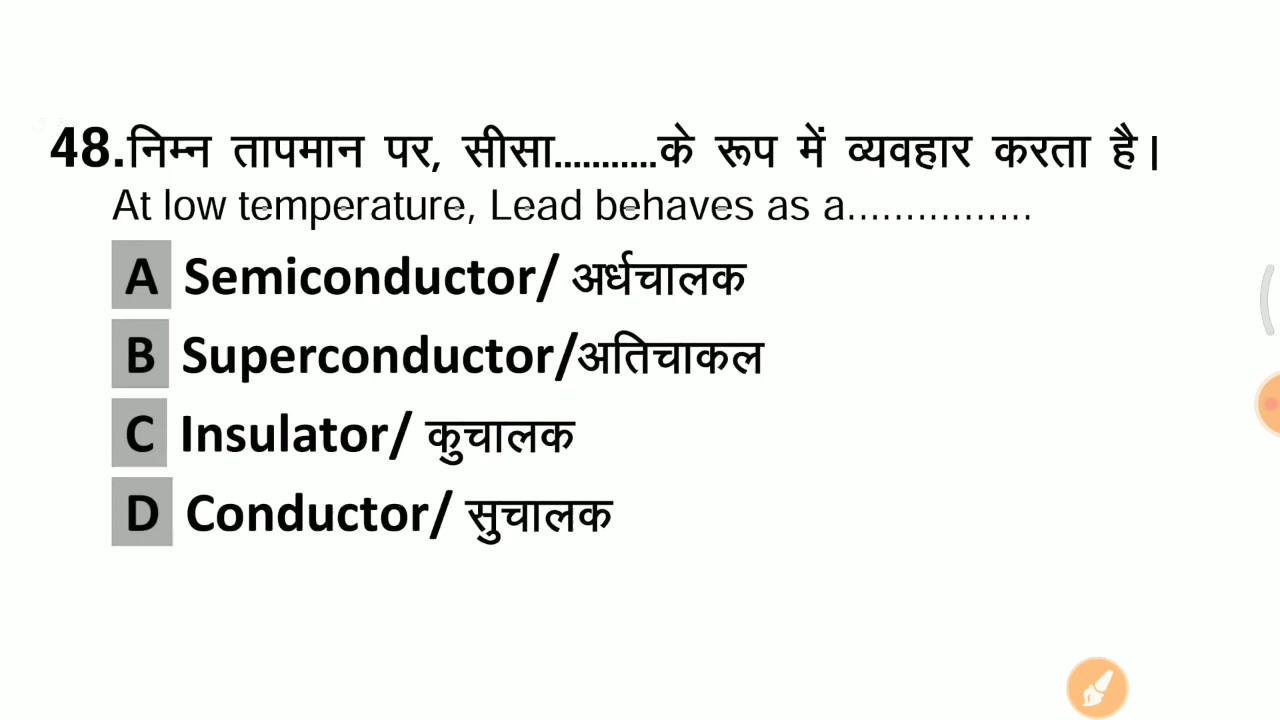 48.निम्न तापमान पर, सीसा...........के रूप में व्यवहार करता है।
At low temperature, Lead behaves as a................
A Semiconductor/ अर्धचालक
B Superconductor/अतिचाकल
C Insulator/ कुचालक
D Conductor/ सुचालक